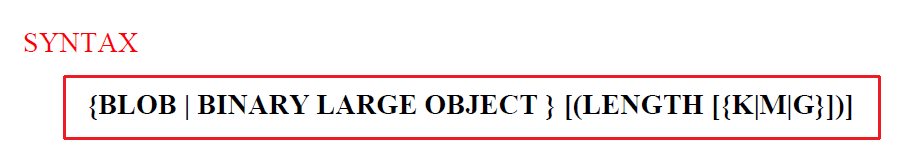 SYNTAX
{BLOB | BINARY LARGE OBJECT } [(LENGTH [{K|M|G}])]